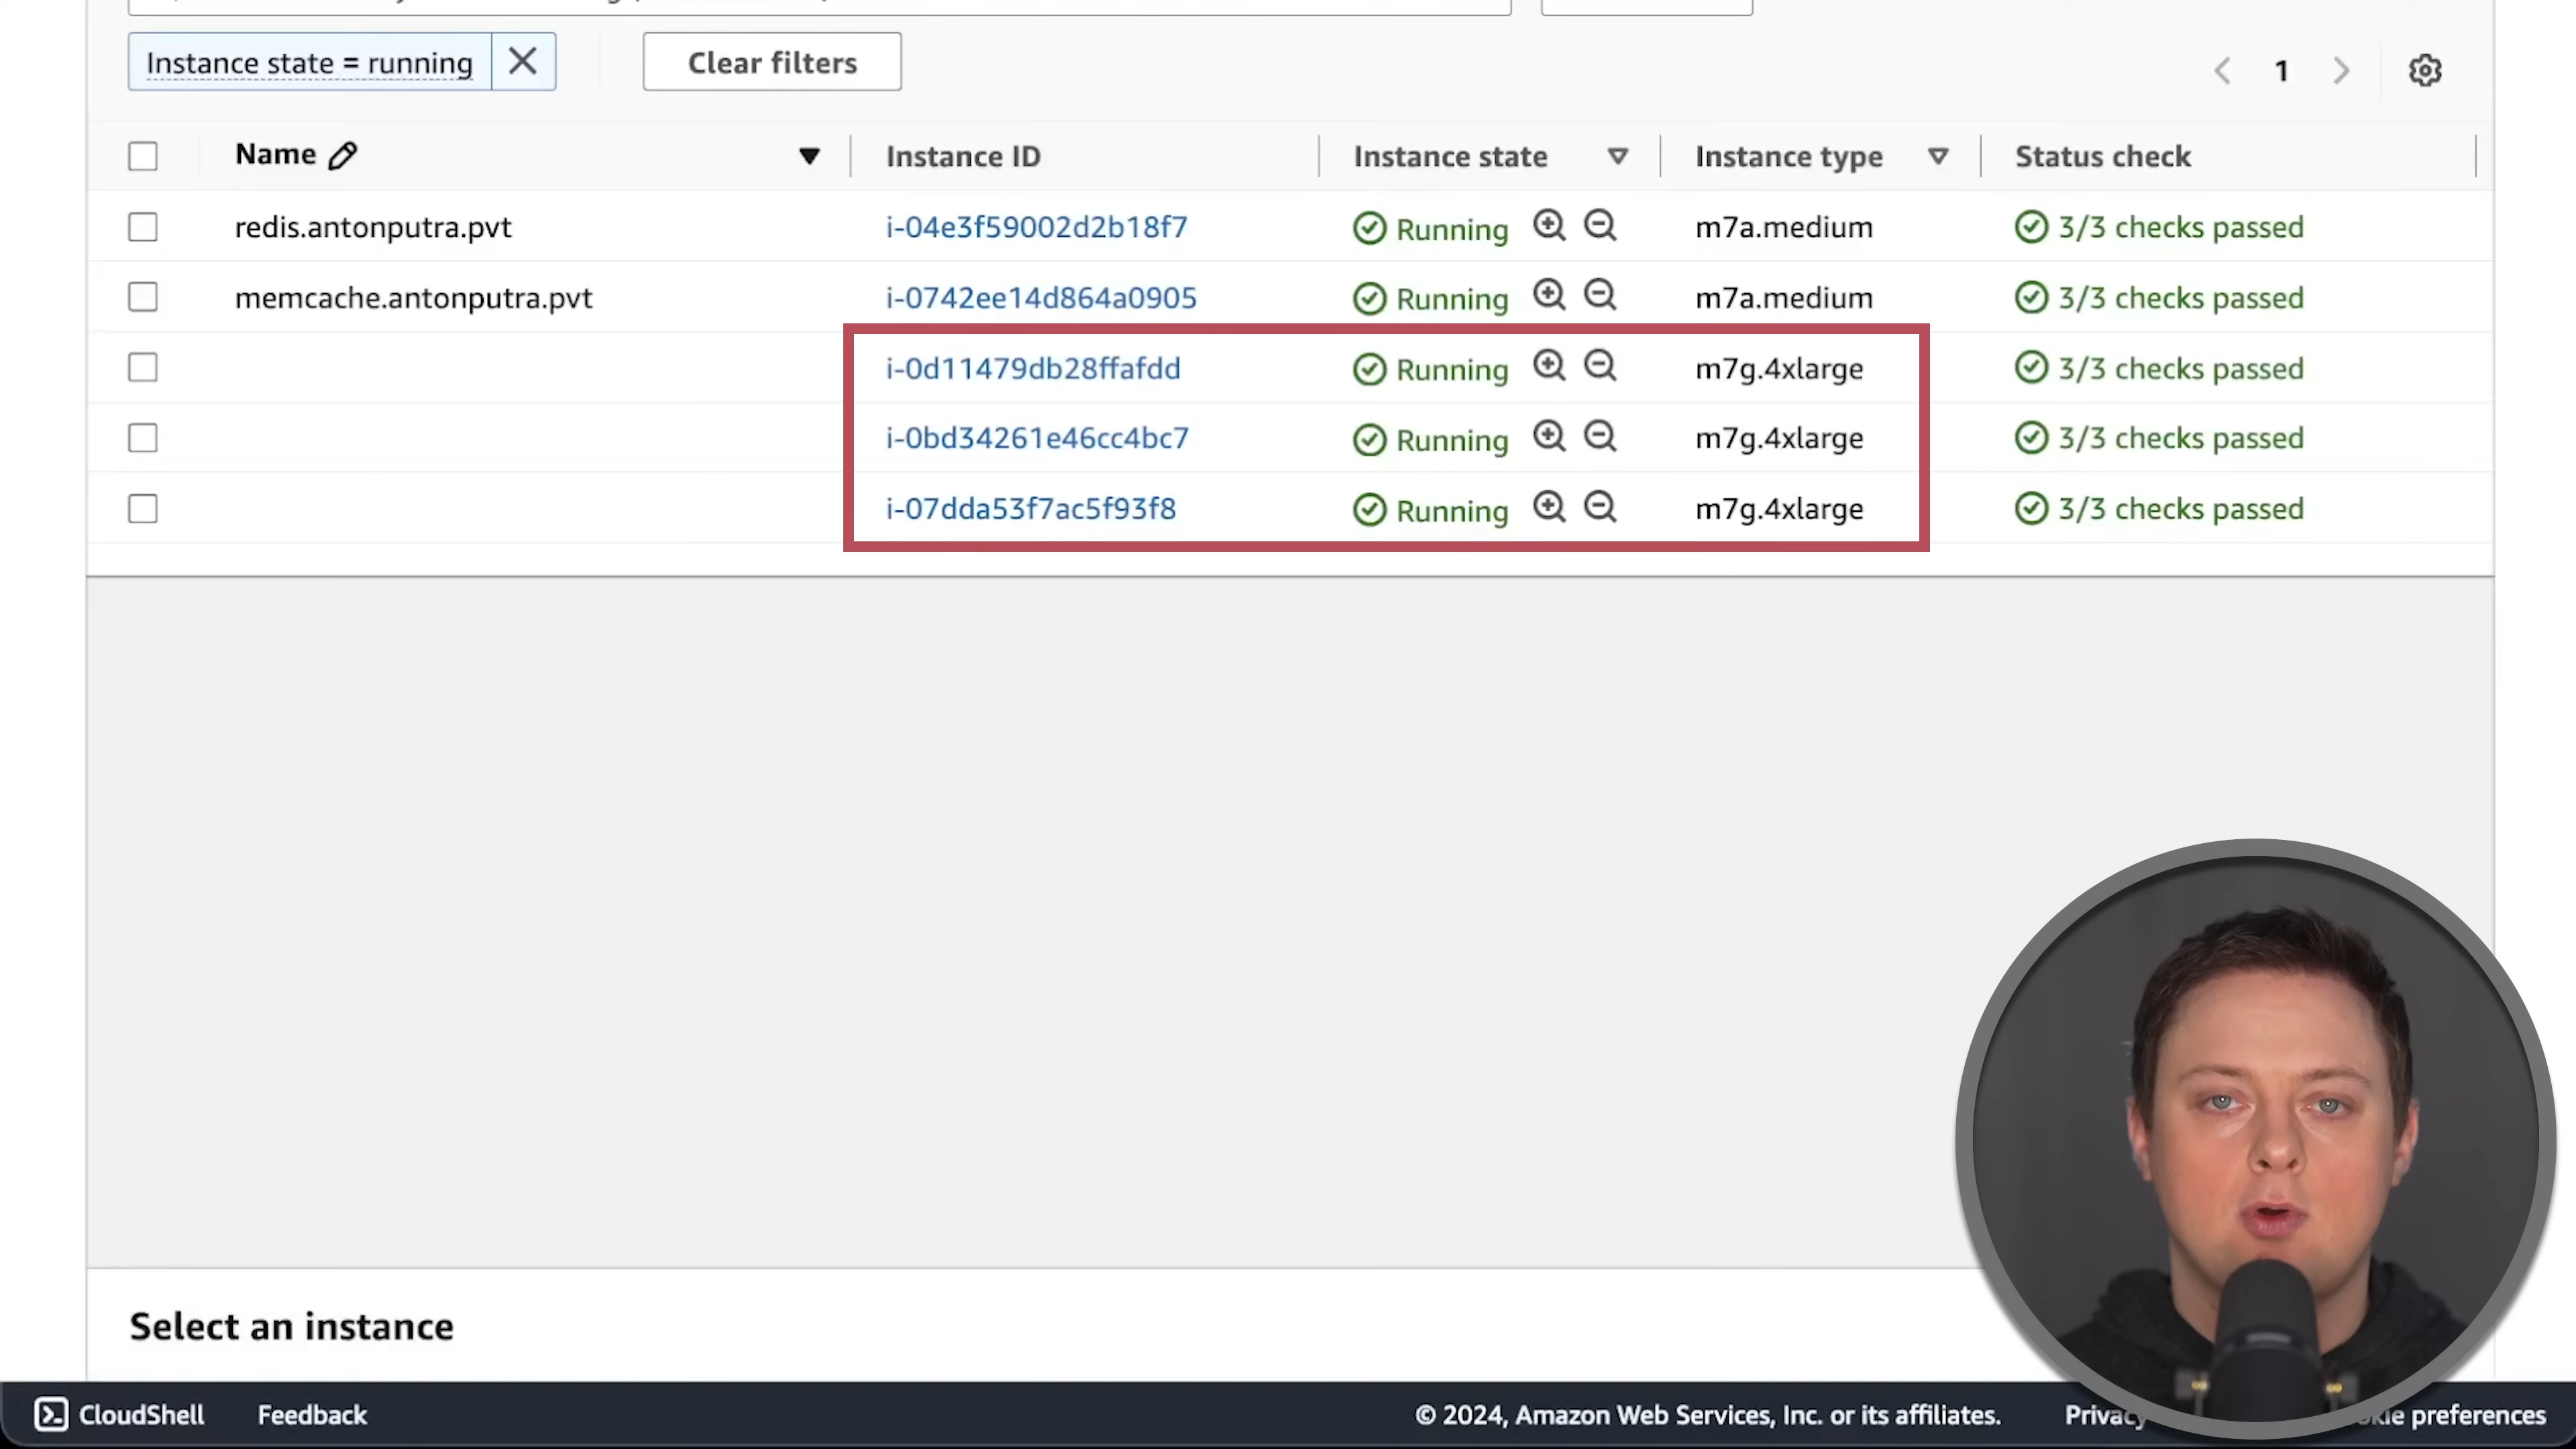 Instance state = running
Clear filters
1
Name Instance ID Instance state Instance type Status check
redis.antonputra.pvt i-04e3f59002d2b18f7 Running m7a.medium 3/3 checks passed
memcache.antonputra.pvt i-0742ee14d864a0905 Running m7a.medium 3/3 checks passed
i-0d11479db28ffafdd Running m7g.4xlarge 3/3 checks passed
i-0bd34261e46cc4bc7 Running m7g.4xlarge 3/3 checks passed
i-07dda53f7ac5f93f8 Running m7g.4xlarge 3/3 checks passed
Select an instance
CloudShell Feedback © 2024, Amazon Web Services, Inc. or its affiliates. Privacy preferences